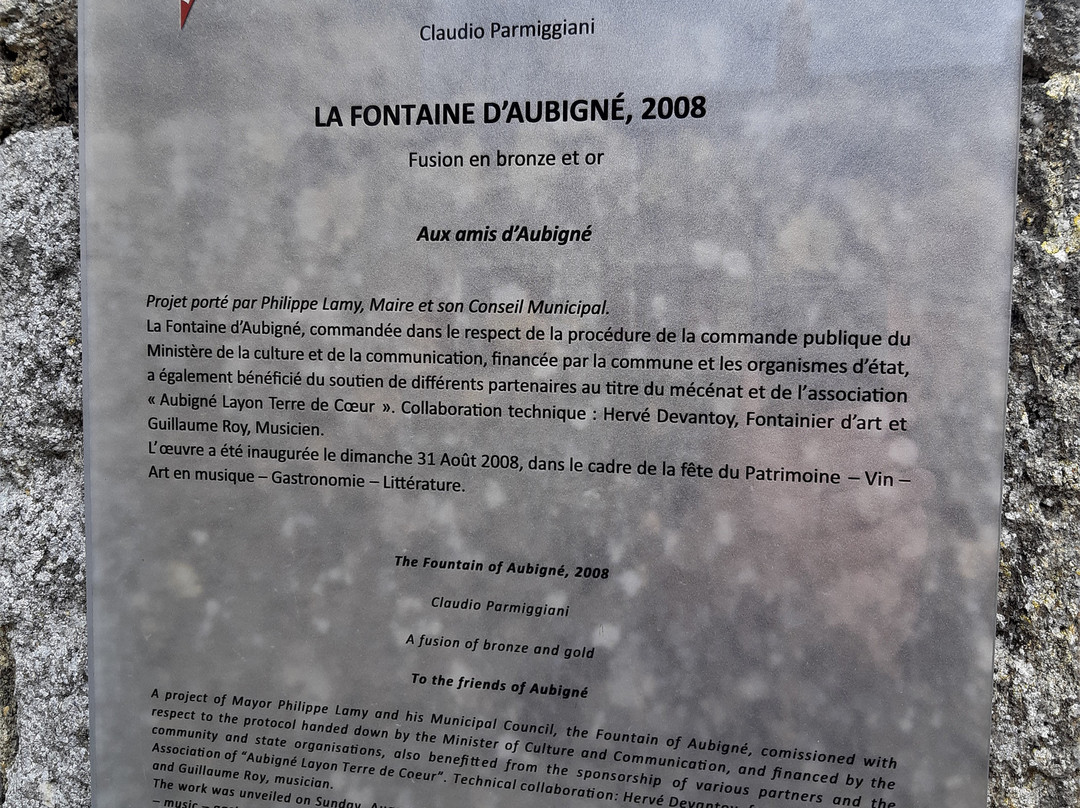 Claudio Parmiggiani
LA FONTAINE D'AUBIGNÉ, 2008
Fusion en bronze et or
Aux amis d'Aubigné
Projet porté par Philippe Lamy, Maire et son Conseil Municipal.
La Fontaine d'Aubigné, commandée dans le respect de la procédure de la commande publique du
Ministère de la culture et de la communication, financée par la commune et les organismes d'état,
a également bénéficié du soutien de différents partenaires au titre du mécénat et de l'association
« Aubigné Layon Terre de Cœur ». Collaboration technique : Hervé Devantoy, Fontainier d'art et
Guillaume Roy, Musicien.
L'œuvre a été inaugurée le dimanche 31 Août 2008, dans le cadre de la fête du Patrimoine – Vin –
Art en musique – Gastronomie – Littérature.
The Fountain of Aubigné, 2008
Claudio Parmiggiani
A fusion of bronze and gold
To the friends of Aubigné
A project of Mayor Philippe Lamy and his Municipal Council, the Fountain of Aubigné, comissioned with
respect to the protocol handed down by the Minister of Culture and Communication, and financed by the
community and state organisations, also benefitted from the sponsorship of various partners and the
Association of "Aubigné Layon Terre de Coeur". Technical collaboration: Hervé Devantoy,
and Guillaume Roy, musician.
The work was unveiled on Sunday,
– music –